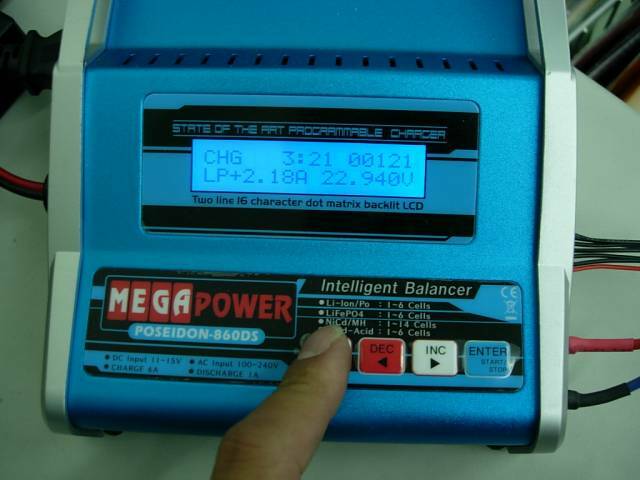 STATE OF THE ART PROGRAMMABLE CHARGER
CHG 3:21 00121
LP+2.18A 22.940V
Two line 16 character dot matrix backlit LCD
MEGAPOWER
POSEIDON-860DS
Intelligent Balancer
CE
Li-Ion/Po : 1~6 Cells
LiFePO4 : 1~6 Cells
NiCd/MH : 1~14 Cells
d-Acid : 1~6 Cells
DC Input 11~15V
AC Input 100~240V
CHARGE 6A
DISCHARGE 1A
DEC
INC
ENTER
START/
STOP